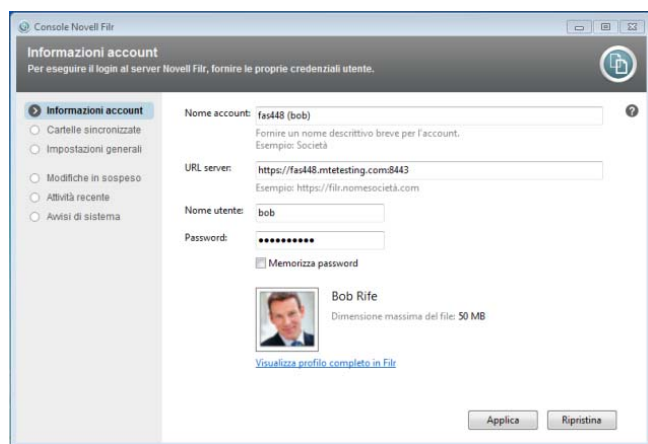 Console Novell Filr
Informazioni account
Per eseguire il login al server Novell Filr, fornire le proprie credenziali utente.
Informazioni account
Cartelle sincronizzate
Impostazioni generali
Modifiche in sospeso
Attività recente
Avvisi di sistema
Nome account: fas448 (bob)
Fornire un nome descrittivo breve per l'account.
Esempio: Società
URL server: https://fas448.mtetesting.com:8443
Esempio: https://filr.nomesocietà.com
Nome utente: bob
Password: ••••••••••
Memorizza password
Bob Rife
Dimensione massima del file: 50 MB
Visualizza profilo completo in Filr
Applica Ripristina